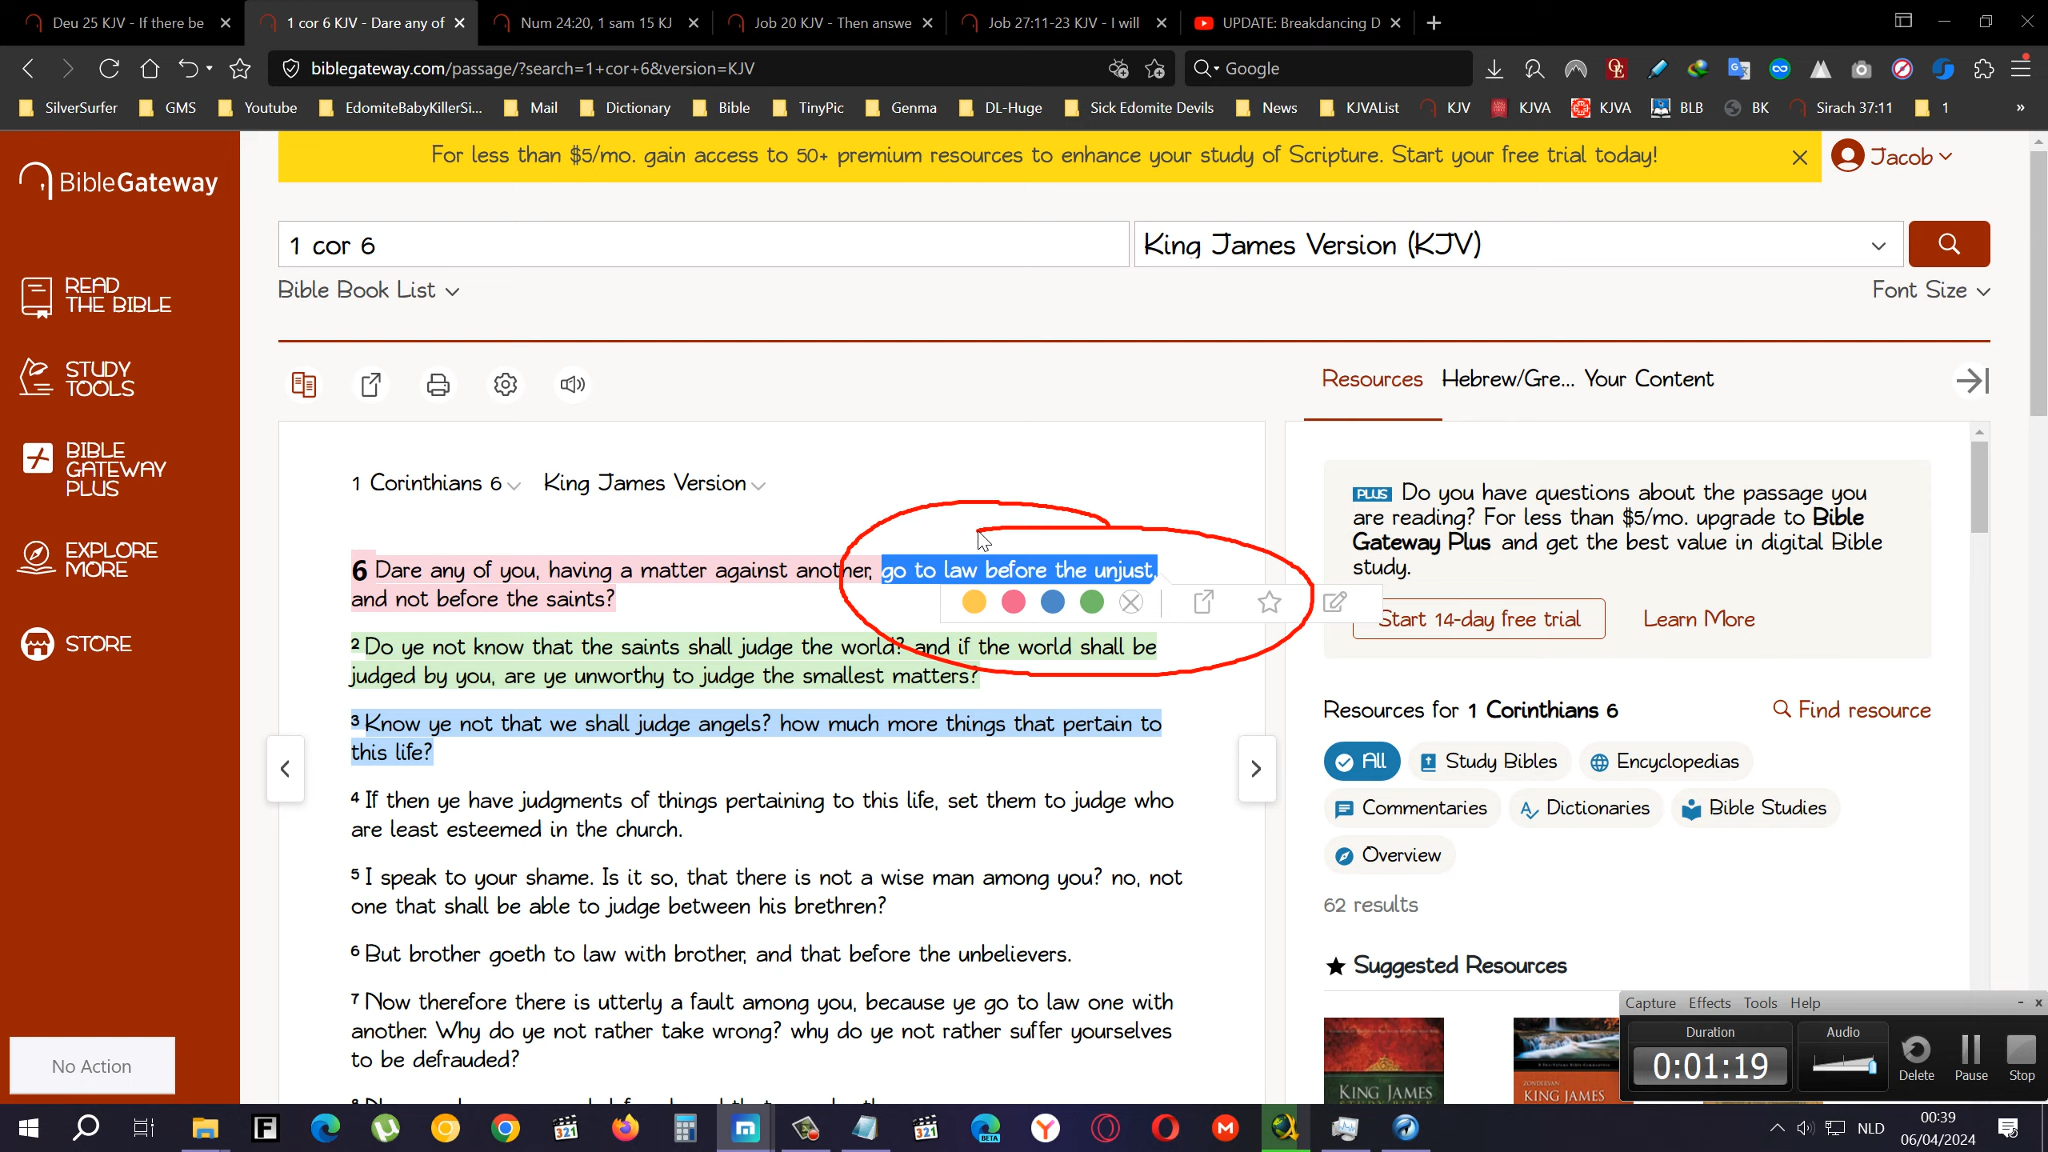 Deu 25 KJV - If there be
1 cor 6 KJV - Dare any of
Num 24:20, 1 sam 15 KJ
Job 20 KJV - Then answe
Job 27:11-23 KJV - I will
UPDATE: Breakdancing D
biblegateway.com/passage/?search=1+cor+6&version=KJV
Google
SilverSurfer
GMS
Youtube
EdomiteBabyKillerSi...
Mail
Dictionary
Bible
TinyPic
Genma
DL-Huge
Sick Edomite Devils
News
KJVAList
KJV
KJVA
KJVA
BLB
BK
Sirach 37:11
1
For less than $5/mo. gain access to 50+ premium resources to enhance your study of Scripture. Start your free trial today!
Jacob
BibleGateway
READ
THE BIBLE
STUDY
TOOLS
BIBLE
GATEWAY
PLUS
EXPLORE
MORE
STORE
No Action
1 cor 6
King James Version (KJV)
Bible Book List
Font Size
1 Corinthians 6
King James Version
6 Dare any of you, having a matter against another, go to law before the unjust,
and not before the saints?
2 Do ye not know that the saints shall judge the world? and if the world shall be
judged by you, are ye unworthy to judge the smallest matters?
3 Know ye not that we shall judge angels? how much more things that pertain to
this life?
4 If then ye have judgments of things pertaining to this life, set them to judge who
are least esteemed in the church.
5 I speak to your shame. Is it so, that there is not a wise man among you? no, not
one that shall be able to judge between his brethren?
6 But brother goeth to law with brother, and that before the unbelievers.
7 Now therefore there is utterly a fault among you, because ye go to law one with
another. Why do ye not rather take wrong? why do ye not rather suffer yourselves
to be defrauded?
Resources
Hebrew/Gre...
Your Content
PLUS Do you have questions about the passage you
are reading? For less than $5/mo. upgrade to Bible
Gateway Plus and get the best value in digital Bible
study.
Start 14-day free trial
Learn More
Resources for 1 Corinthians 6
Find resource
All
Study Bibles
Encyclopedias
Commentaries
Dictionaries
Bible Studies
Overview
62 results
Suggested Resources
KING JAMES
ZONDERVAN
KING JAMES
Capture Effects Tools Help
Duration
0:01:19
Audio
Delete
Pause
Stop
321
321
BETA
NLD
00:39
06/04/2024